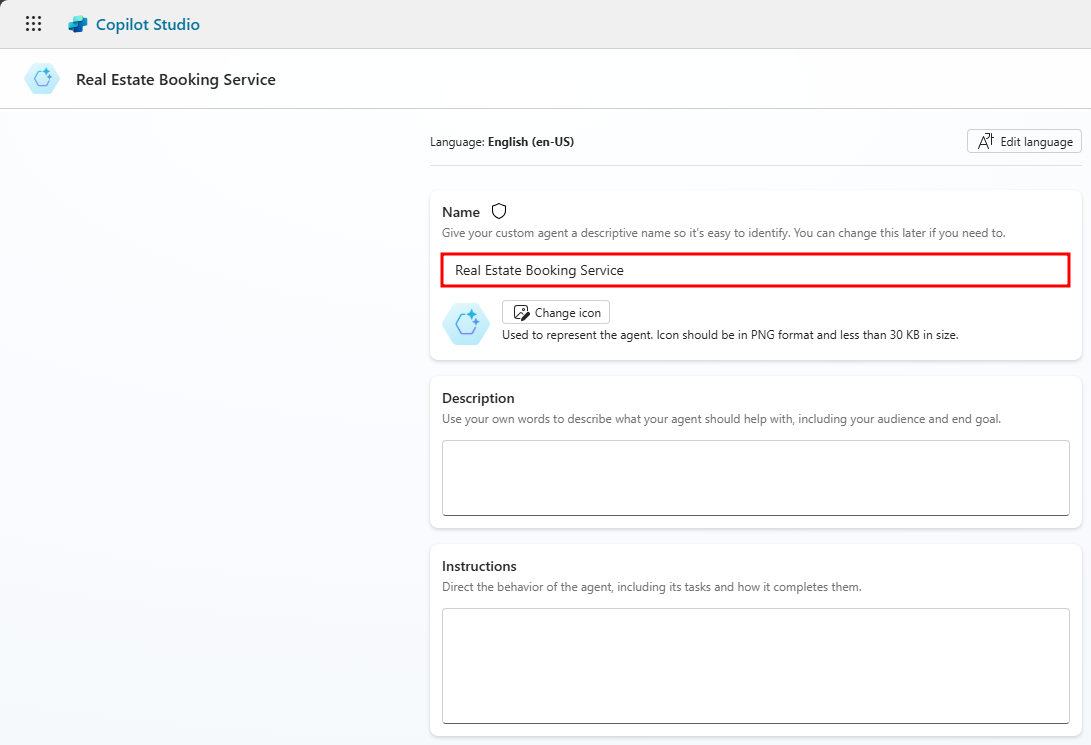 Copilot Studio
Real Estate Booking Service
Language: English (en-US)
Edit language
Name
Give your custom agent a descriptive name so it's easy to identify. You can change this later if you need to.
Real Estate Booking Service
Change icon
Used to represent the agent. Icon should be in PNG format and less than 30 KB in size.
Description
Use your own words to describe what your agent should help with, including your audience and end goal.
Instructions
Direct the behavior of the agent, including its tasks and how it completes them.